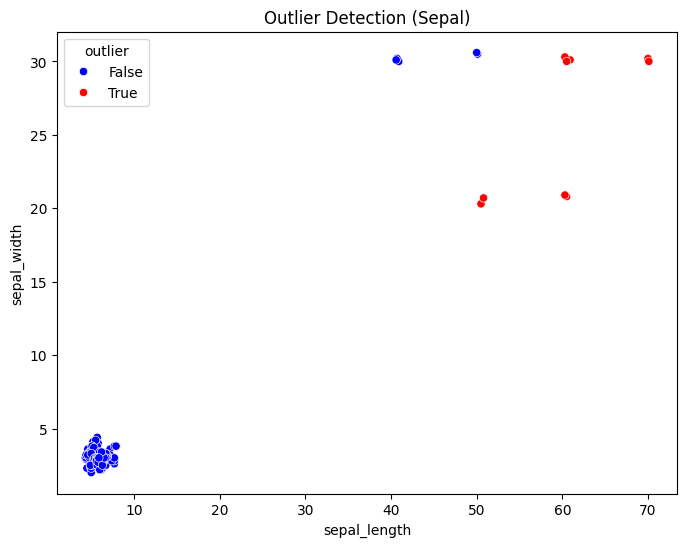 Outlier Detection (Sepal)
outlier
False
True
30
25
20
15
10
5
sepal_width
10
20
30
40
50
60
70
sepal_length